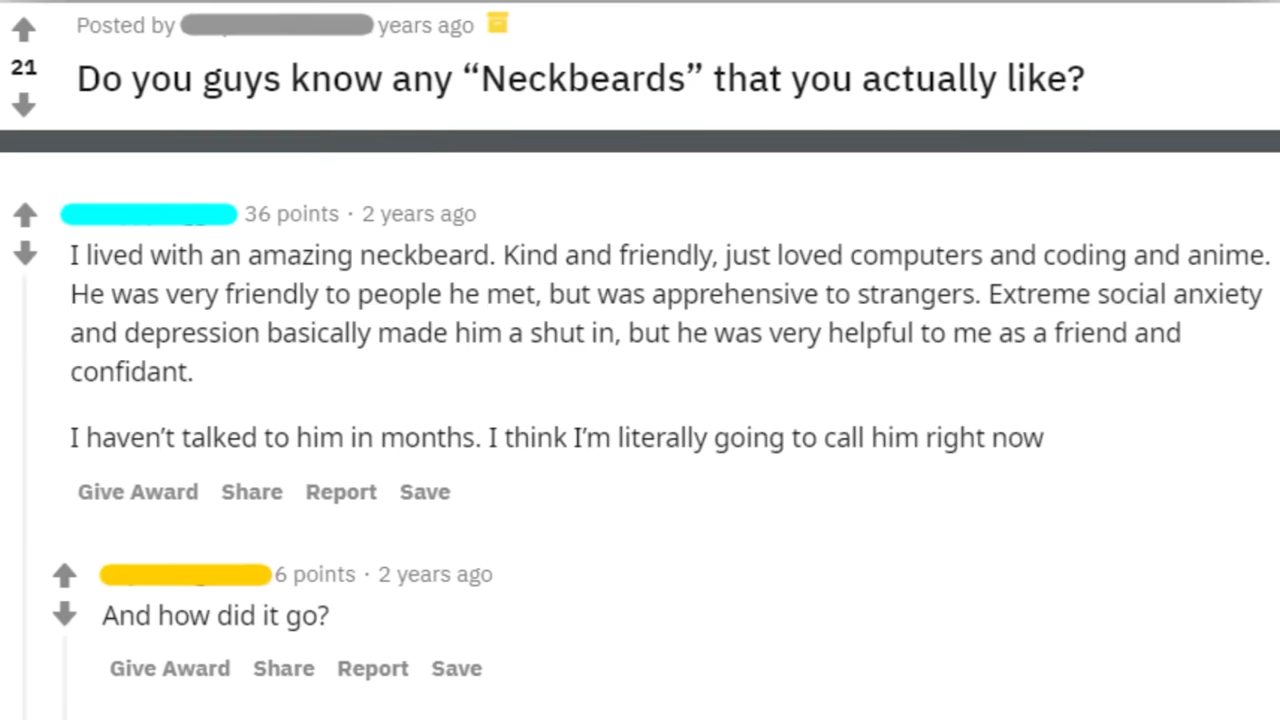 Posted by years ago
21
Do you guys know any “Neckbeards” that you actually like?
36 points · 2 years ago
I lived with an amazing neckbeard. Kind and friendly, just loved computers and coding and anime.
He was very friendly to people he met, but was apprehensive to strangers. Extreme social anxiety
and depression basically made him a shut in, but he was very helpful to me as a friend and
confidant.
I haven’t talked to him in months. I think I’m literally going to call him right now
Give Award Share Report Save
6 points · 2 years ago
And how did it go?
Give Award Share Report Save